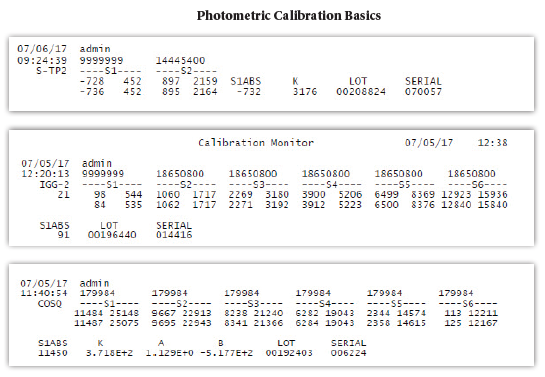 Photometric Calibration Basics
07/06/17 admin
09:24:39 9999999 14445400
S-TP2 ----S1---- ----S2----
-728 452 897 2159 S1ABS K LOT SERIAL
-736 452 895 2164 -732 3176 00208824 070057
Calibration Monitor 07/05/17 12:38
07/05/17 admin
12:20:13 9999999 18650800 18650800 18650800 18650800 18650800
IGG-2 ----S1---- ----S2---- ----S3---- ----S4---- ----S5---- ----S6----
21 98 544 1060 1717 2269 3180 3900 5206 6499 8369 12923 15936
84 535 1062 1717 2271 3192 3912 5223 6500 8376 12840 15840
S1ABS LOT SERIAL
91 00196440 014416
07/05/17 admin
11:40:54 179984 179984 179984 179984 179984 179984
COSQ ----S1---- ----S2---- ----S3---- ----S4---- ----S5---- ----S6----
11484 25148 9667 22913 8238 21240 6282 19043 2344 14574 113 12211
11487 25075 9695 22943 8341 21366 6284 19043 2358 14615 125 12167
S1ABS K A B LOT SERIAL
11450 3.718E+2 1.129E+0 -5.177E+2 00192403 006224